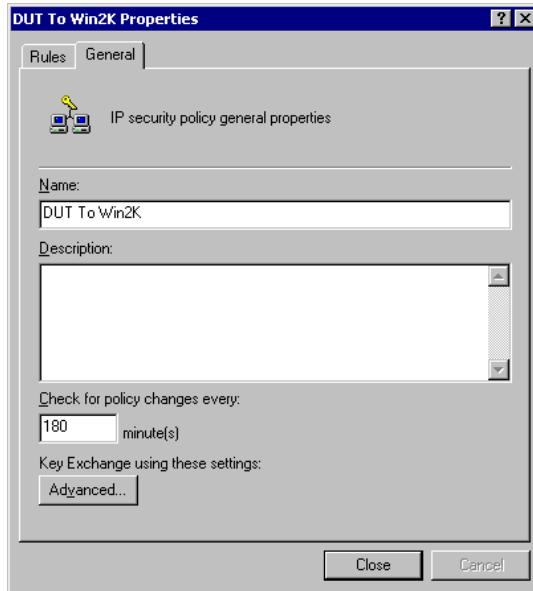 DUT To Win2K Properties
Rules General
IP security policy general properties
Name:
DUT To Win2K
Description:
Check for policy changes every:
180 minute(s)
Key Exchange using these settings:
Advanced...
Close Cancel